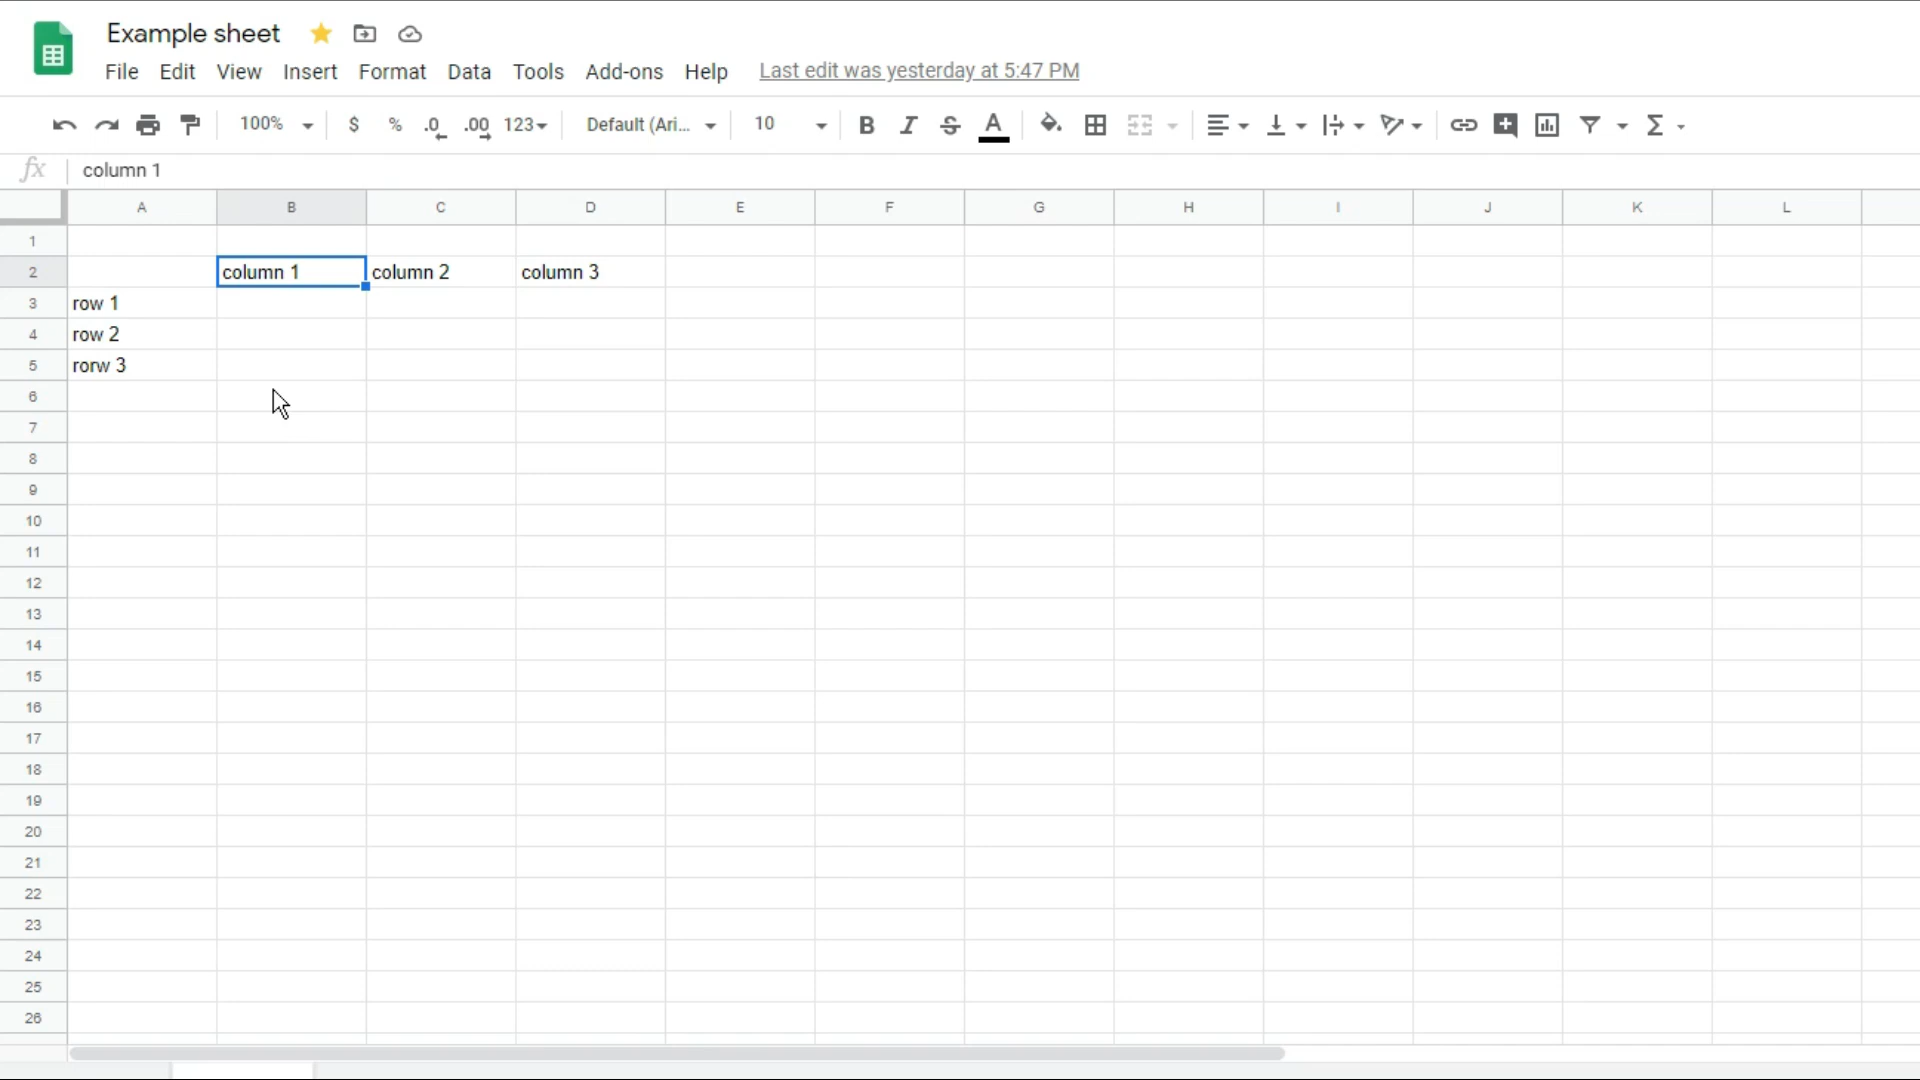 Example sheet
File Edit View Insert Format Data Tools Add-ons Help Last edit was yesterday at 5:47 PM
100% $ % .0 .00 123 Default (Ari... 10 B I S A Σ
fx column 1
A B C D E F G H I J K L
1
2 column 1 column 2 column 3
3 row 1
4 row 2
5 rorw 3
6
7
8
9
10
11
12
13
14
15
16
17
18
19
20
21
22
23
24
25
26